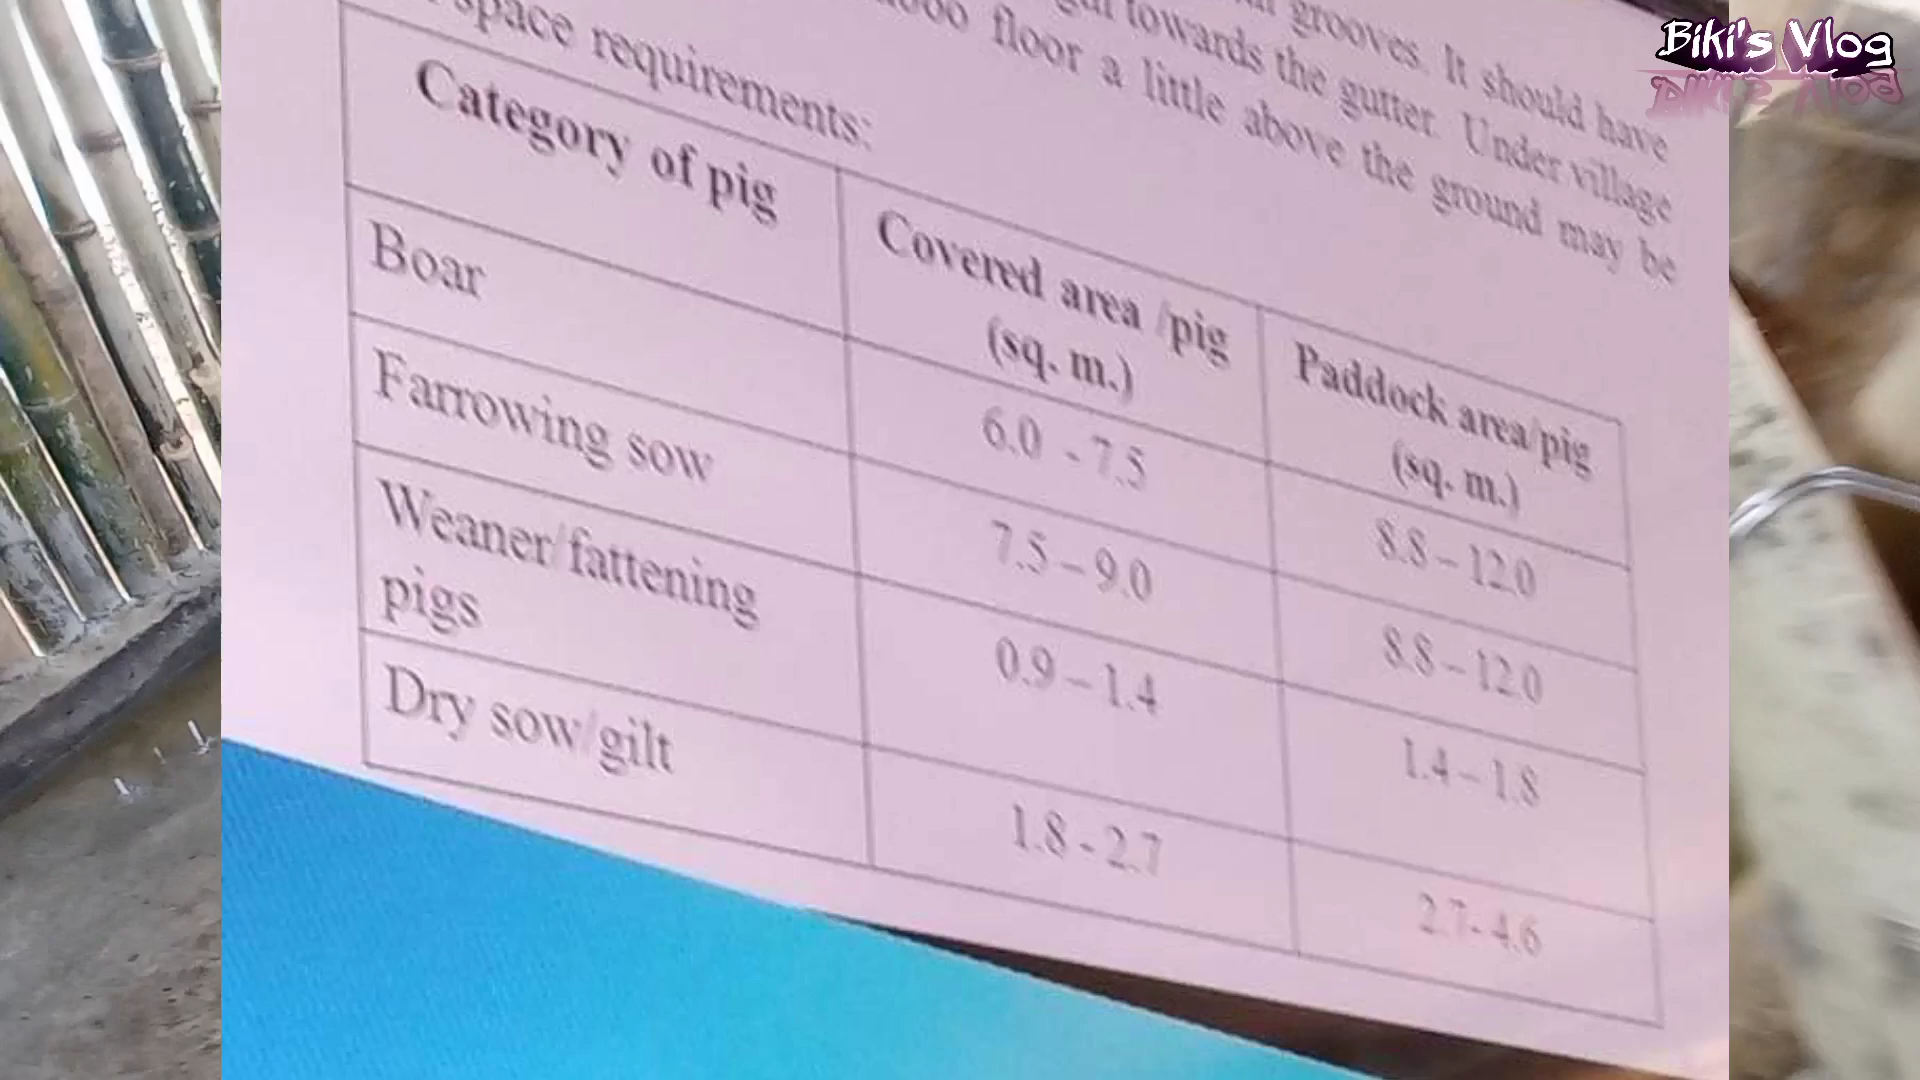 grooves. It should have
towards the gutter. Under village
floor a little above the ground may be
space requirements:
Category of pig
Covered area /pig
(sq. m.)
Paddock area/pig
(sq. m.)
Boar
6.0 - 7.5
8.8 – 12.0
Farrowing sow
7.5 – 9.0
8.8 – 12.0
Weaner/fattening
pigs
0.9 – 1.4
1.4 – 1.8
Dry sow/gilt
1.8 - 2.7
2.7- 4.6
Biki's Vlog